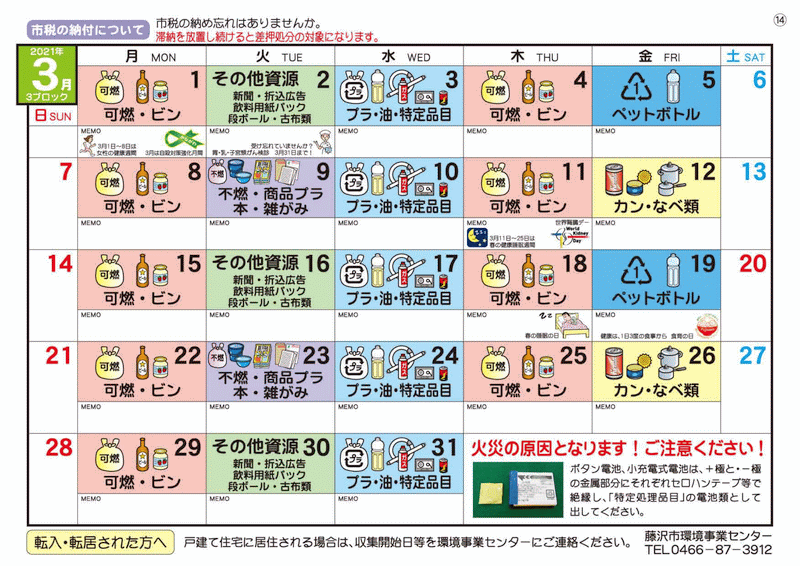 市税の納付について
市税の納め忘れはありませんか。
滞納を放置し続けると差押処分の対象になります。
⑭
2021年
3月
3ブロック
日 SUN
月 MON
火 TUE
水 WED
木 THU
金 FRI
土 SAT
1
可燃
可燃・ビン
2
その他資源
新聞・折込広告
飲料用紙パック
段ボール・古布類
3
プラ
プラ・油・特定品目
4
可燃
可燃・ビン
5
1
ペットボトル
6
MEMO
3月1日〜8日は
女性の健康週間
3月は自殺対策強化月間
MEMO
受け忘れていませんか?
胃・乳・子宮頸がん検診 3月31日まで!
MEMO
MEMO
MEMO
7
8
可燃
可燃・ビン
9
不燃
不燃・商品プラ
本・雑がみ
10
プラ
プラ・油・特定品目
11
可燃
可燃・ビン
12
カン・なべ類
13
MEMO
MEMO
MEMO
MEMO
3月11日〜25日は
春の健康睡眠週間
世界腎臓デー
World
Kidney
Day
MEMO
14
15
可燃
可燃・ビン
16
その他資源
新聞・折込広告
飲料用紙パック
段ボール・古布類
17
プラ
プラ・油・特定品目
18
可燃
可燃・ビン
19
1
ペットボトル
20
MEMO
MEMO
MEMO
MEMO
春の睡眠の日
zz
MEMO
健康は、1日3度の食事から 食育の日
21
22
可燃
可燃・ビン
23
不燃
不燃・商品プラ
本・雑がみ
24
プラ
プラ・油・特定品目
25
可燃
可燃・ビン
26
カン・なべ類
27
MEMO
MEMO
MEMO
MEMO
MEMO
28
29
可燃
可燃・ビン
30
その他資源
新聞・折込広告
飲料用紙パック
段ボール・古布類
31
プラ
プラ・油・特定品目
MEMO
MEMO
MEMO
火災の原因となります!ご注意ください!
ボタン電池、小充電式電池は、+極と・−極
の金属部分にそれぞれセロハンテープ等で
絶縁し、「特定処理品目」の電池類として
出してください。
転入・転居された方へ
戸建て住宅に居住される場合は、収集開始日等を環境事業センターにご連絡ください。
藤沢市環境事業センター
TEL0466-87-3912